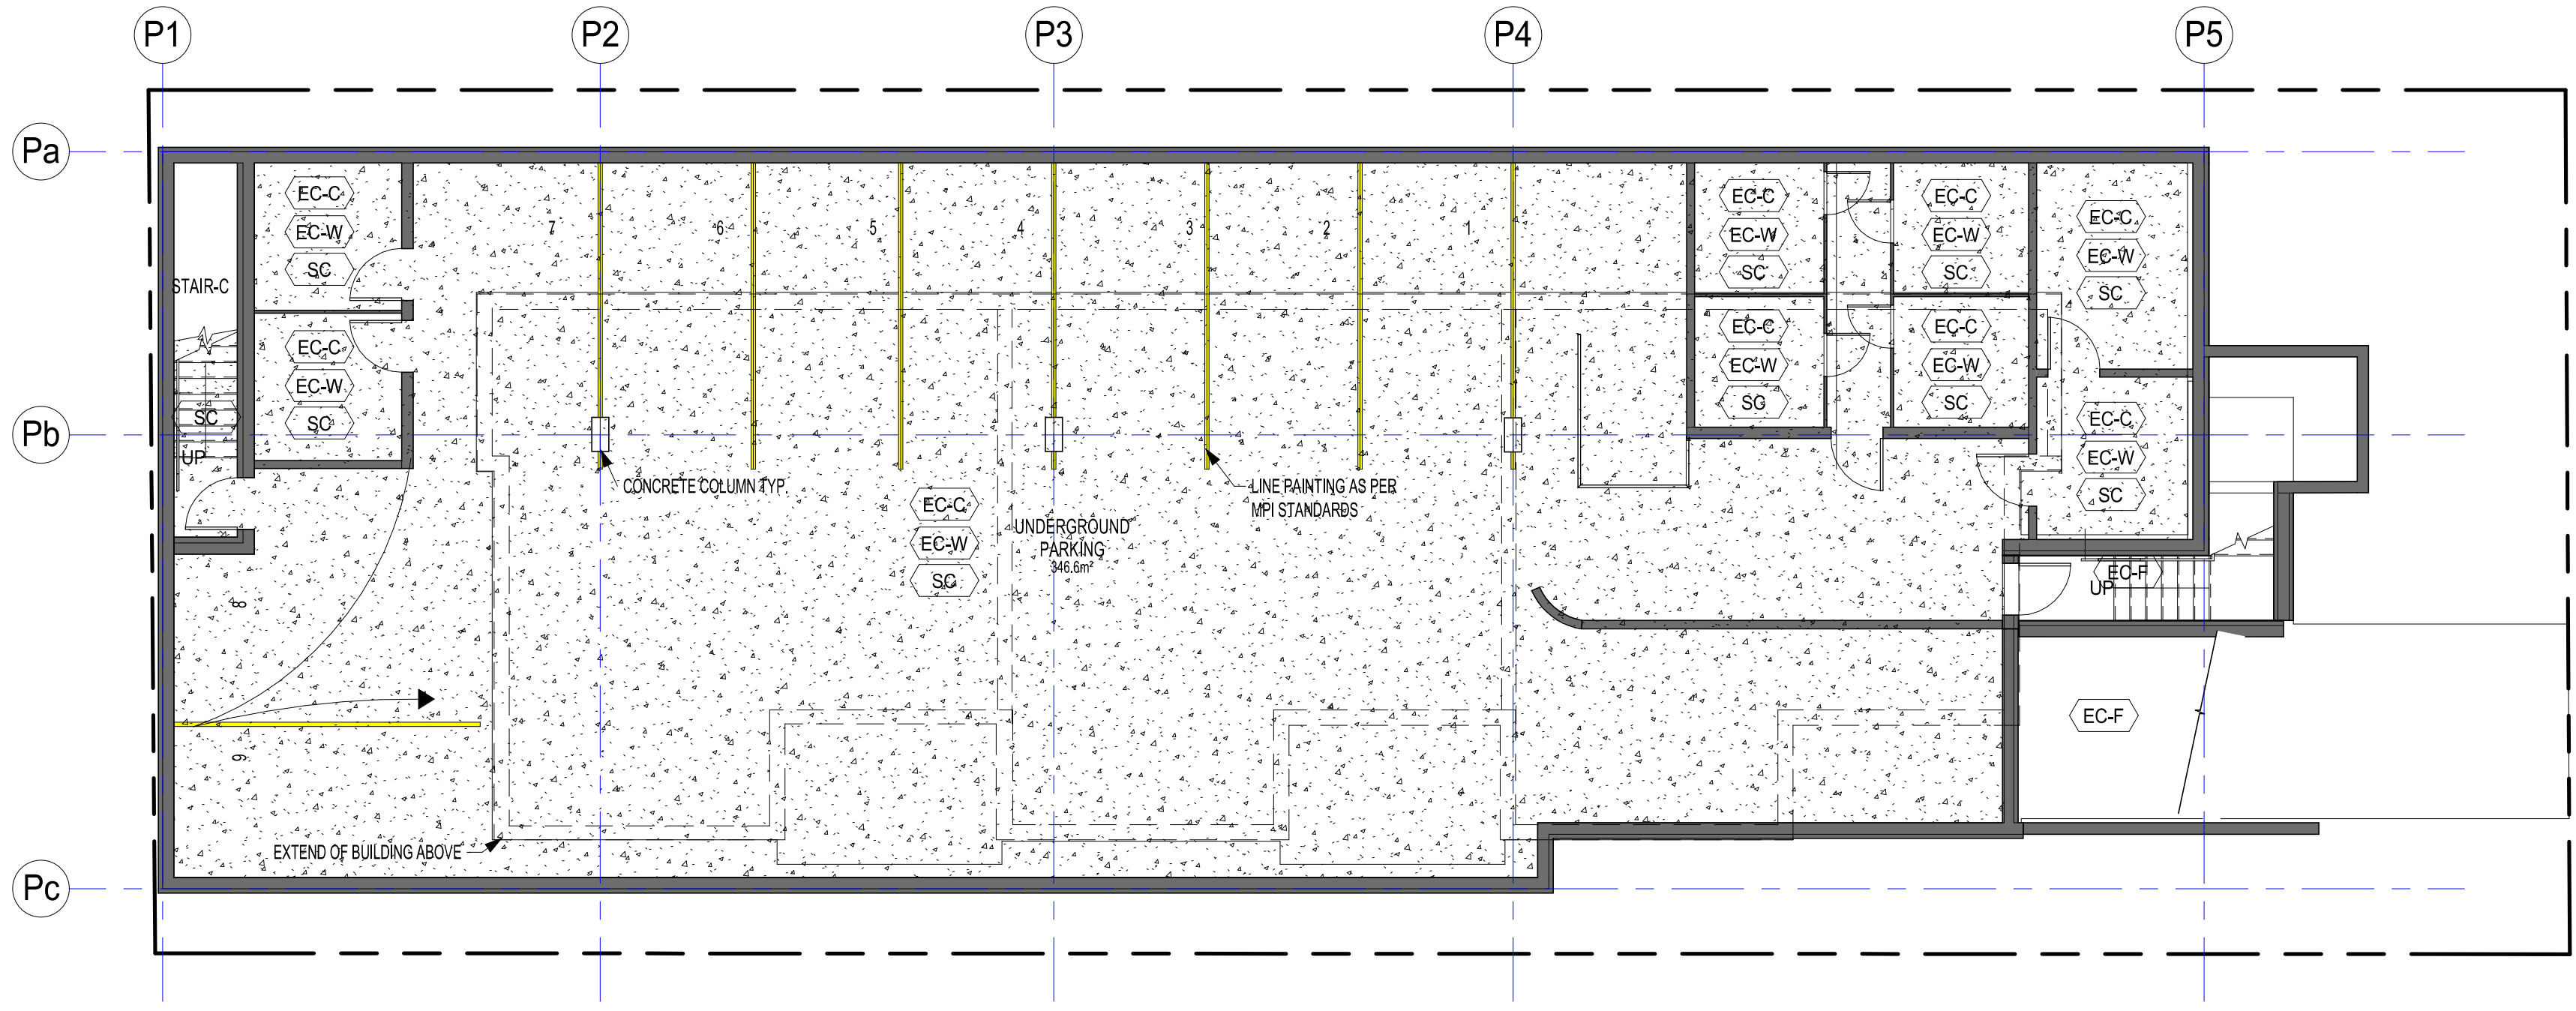 P1
P2
P3
P4
P5
Pa
Pb
Pc
STAIR-C
SC
UP
EC-C
EC-W
SC
EC-C
EC-W
SC
7
6
5
4
3
2
1
8
9
CONCRETE COLUMN TYP
EC-C
EC-W
SC
UNDERGROUND
PARKING
346.6m²
LINE PAINTING AS PER
MPI STANDARDS
EXTEND OF BUILDING ABOVE
EC-C
EC-W
SC
EC-C
EC-W
SC
EC-C
EC-W
SC
EC-C
EC-W
SC
EC-C
EC-W
SC
EC-C
EC-W
SC
EC-F
UP
EC-F